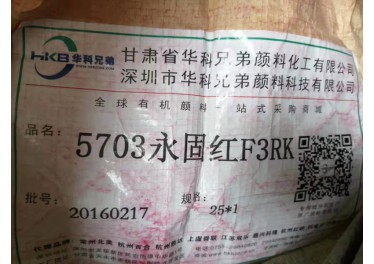 HKB 华科兄弟
甘肃省华科兄弟颜料化工有限公司
深圳市华科兄弟颜料科技有限公司
全球有机颜料一站式采购商城
品名：
5703永固红F3RK
批号：
20160217
规格：
25*1